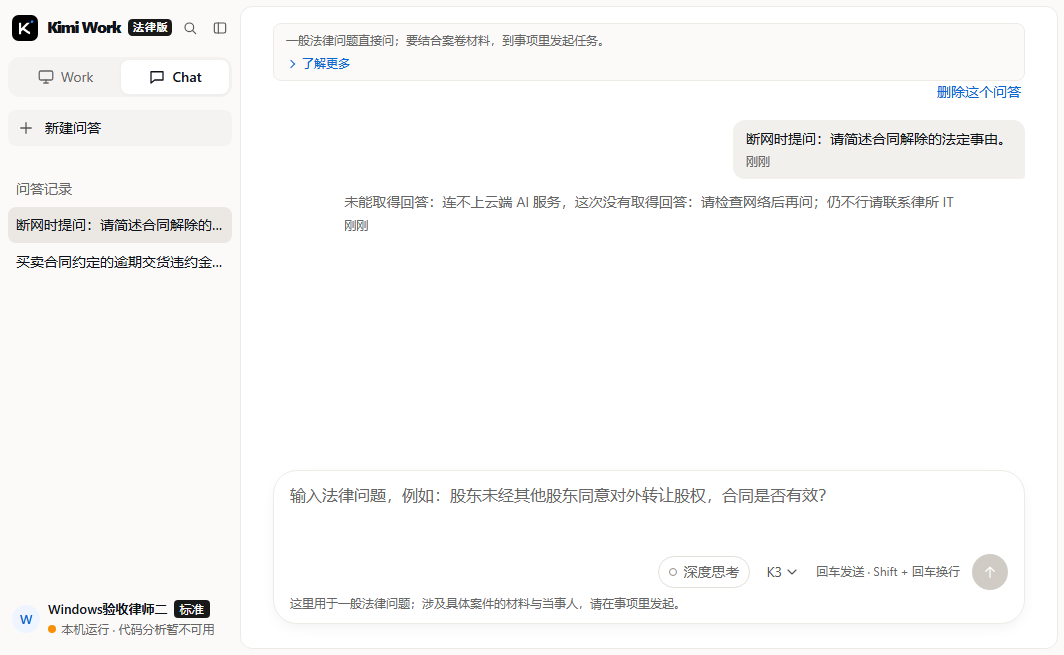 Kimi Work 法律版
Work
Chat
新建问答
问答记录
断网时提问：请简述合同解除的...
买卖合同约定的逾期交货违约金...
W
Windows验收律师二 标准
本机运行 · 代码分析暂不可用
一般法律问题直接问；要结合案卷材料，到事项里发起任务。
了解更多
删除这个问答
断网时提问：请简述合同解除的法定事由。
刚刚
未能取得回答：连不上云端 AI 服务，这次没有取得回答：请检查网络后再问；仍不行请联系律所 IT
刚刚
输入法律问题，例如：股东未经其他股东同意对外转让股权，合同是否有效？
深度思考 K3 回车发送 · Shift + 回车换行
这里用于一般法律问题；涉及具体案件的材料与当事人，请在事项里发起。